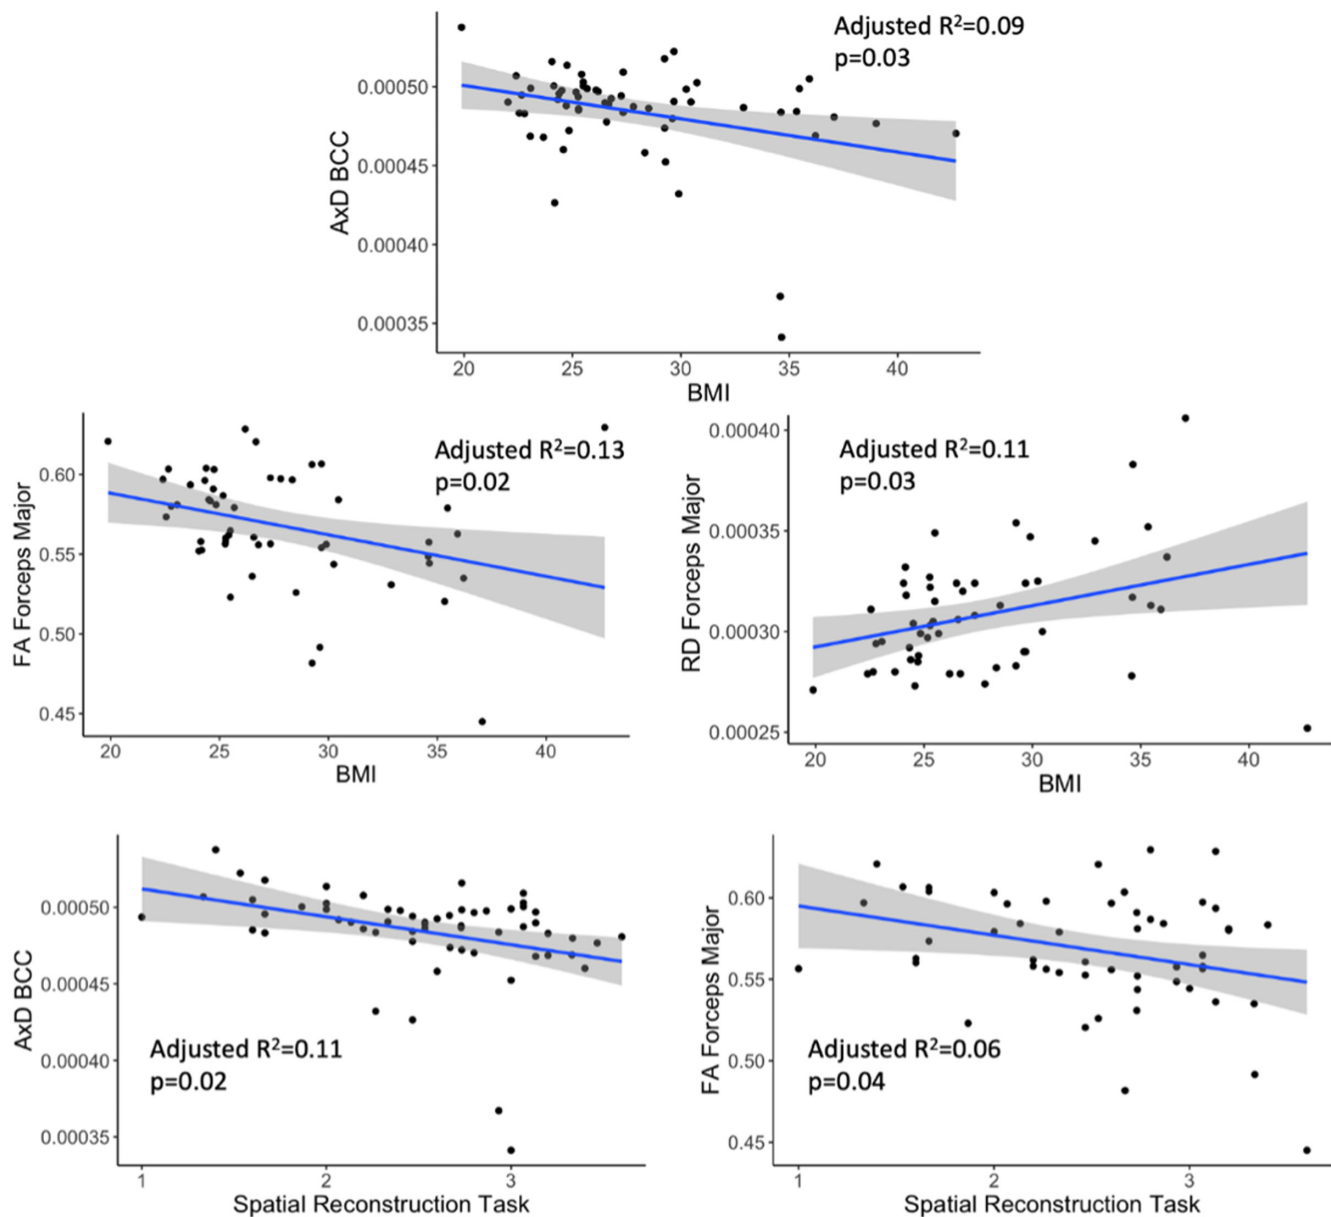 Adjusted R²=0.09
p=0.03
AxD BCC
0.00050
0.00045
0.00040
0.00035
20 25 30 35 40
BMI
Adjusted R²=0.13
p=0.02
FA Forceps Major
0.60
0.55
0.50
0.45
20 25 30 35 40
BMI
Adjusted R²=0.11
p=0.03
RD Forceps Major
0.00040
0.00035
0.00030
0.00025
20 25 30 35 40
BMI
AxD BCC
0.00050
0.00045
0.00040
0.00035
Adjusted R²=0.11
p=0.02
1 2 3
Spatial Reconstruction Task
FA Forceps Major
0.60
0.55
0.50
0.45
Adjusted R²=0.06
p=0.04
1 2 3
Spatial Reconstruction Task